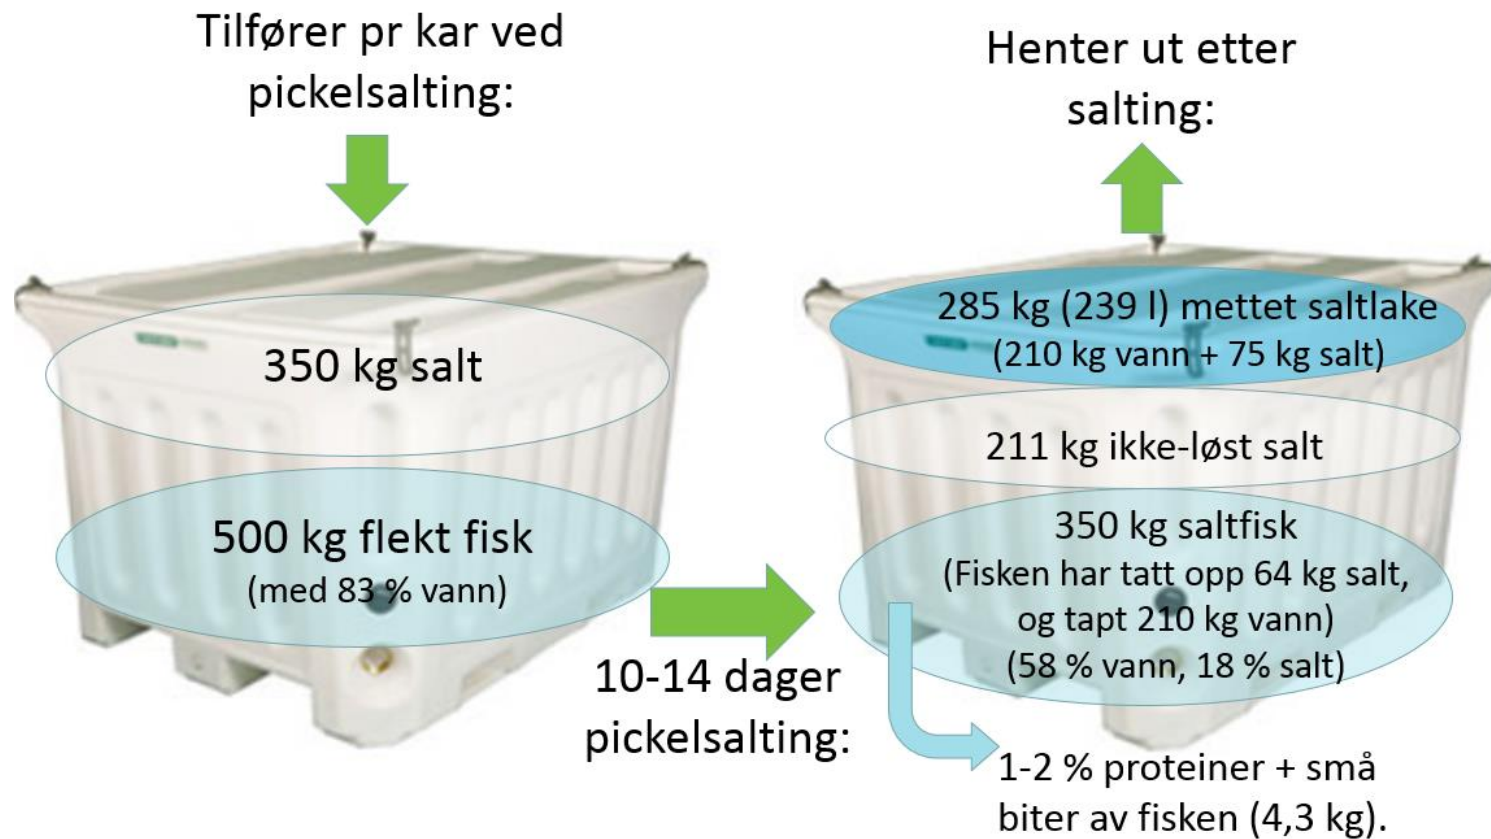 Tilfører pr kar ved
pickelsalting:
350 kg salt
500 kg flekt fisk
(med 83 % vann)
10-14 dager
pickelsalting:
Henter ut etter
salting:
285 kg (239 l) mettet saltlake
(210 kg vann + 75 kg salt)
211 kg ikke-løst salt
350 kg saltfisk
(Fisken har tatt opp 64 kg salt,
og tapt 210 kg vann)
(58 % vann, 18 % salt)
1-2 % proteiner + små
biter av fisken (4,3 kg).